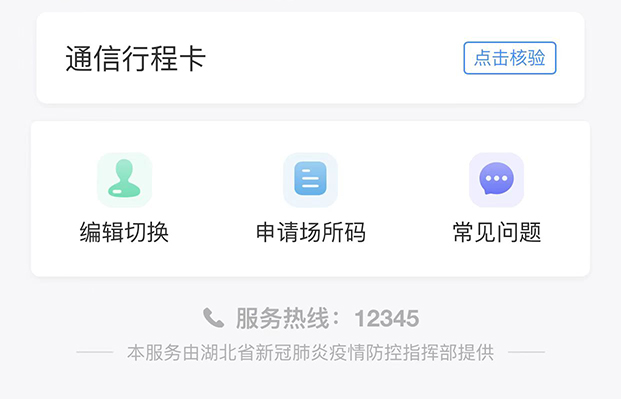 通信行程卡 点击核验
编辑切换 申请场所码 常见问题
服务热线：12345
本服务由湖北省新冠肺炎疫情防控指挥部提供